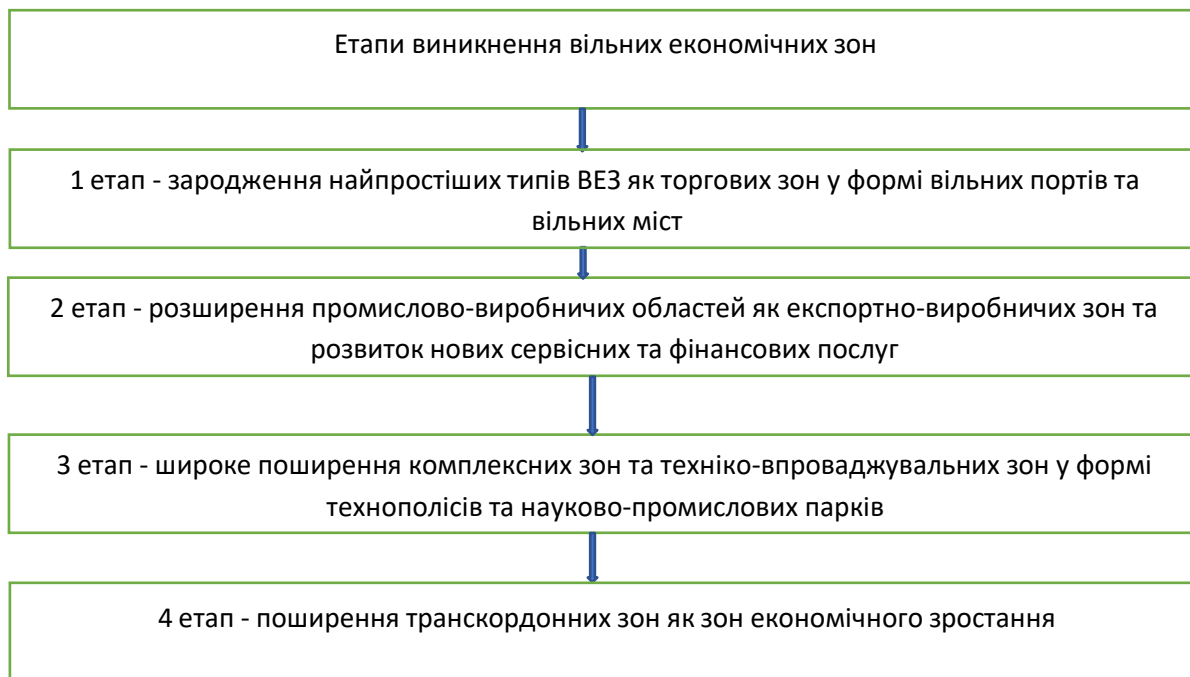 Етапи виникнення вільних економічних зон
1 етап - зародження найпростіших типів ВЕЗ як торгових зон у формі вільних портів та
вільних міст
2 етап - розширення промислово-виробничих областей як експортно-виробничих зон та
розвиток нових сервісних та фінансових послуг
3 етап - широке поширення комплексних зон та техніко-впроваджувальних зон у формі
технополісів та науково-промислових парків
4 етап - поширення транскордонних зон як зон економічного зростання